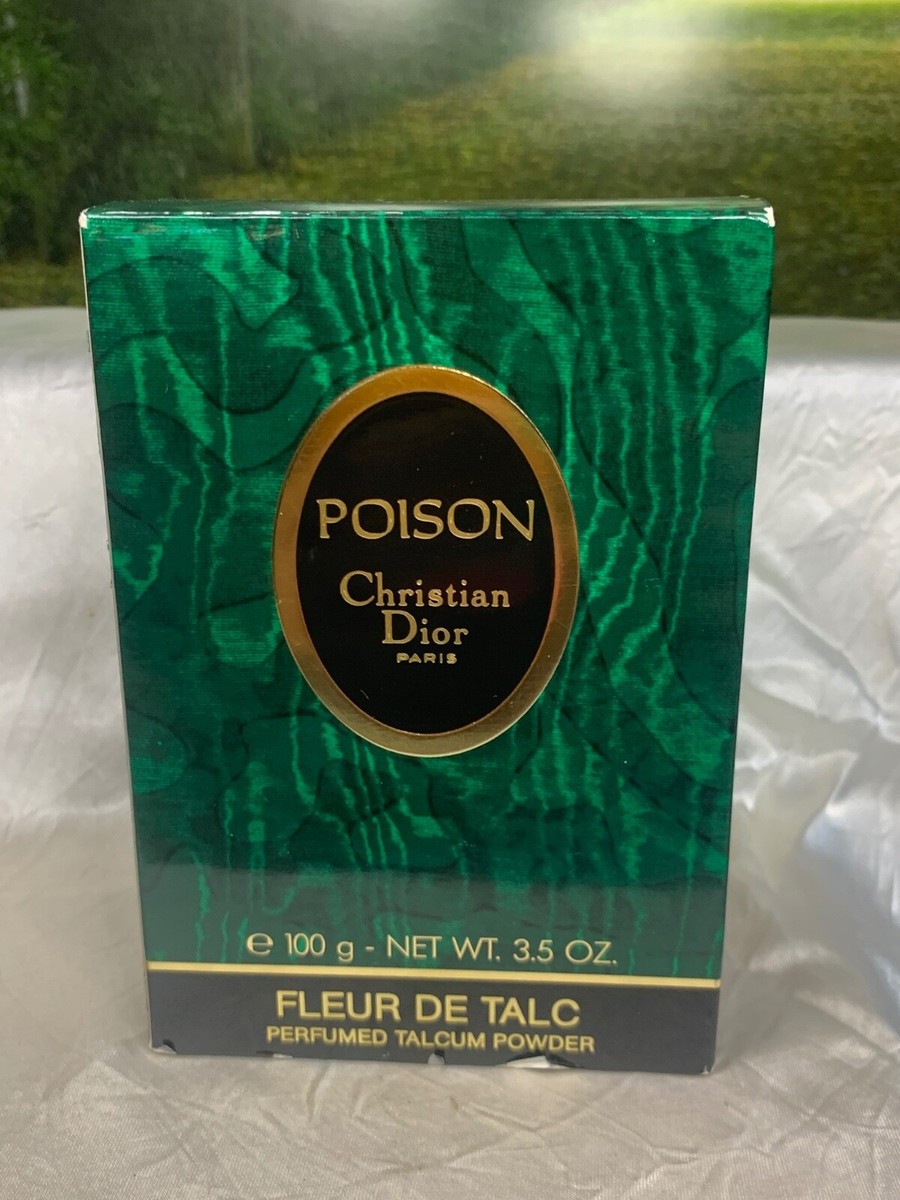 POISON
Christian
Dior
PARIS
e 100 g - NET WT. 3.5 OZ.
FLEUR DE TALC
PERFUMED TALCUM POWDER